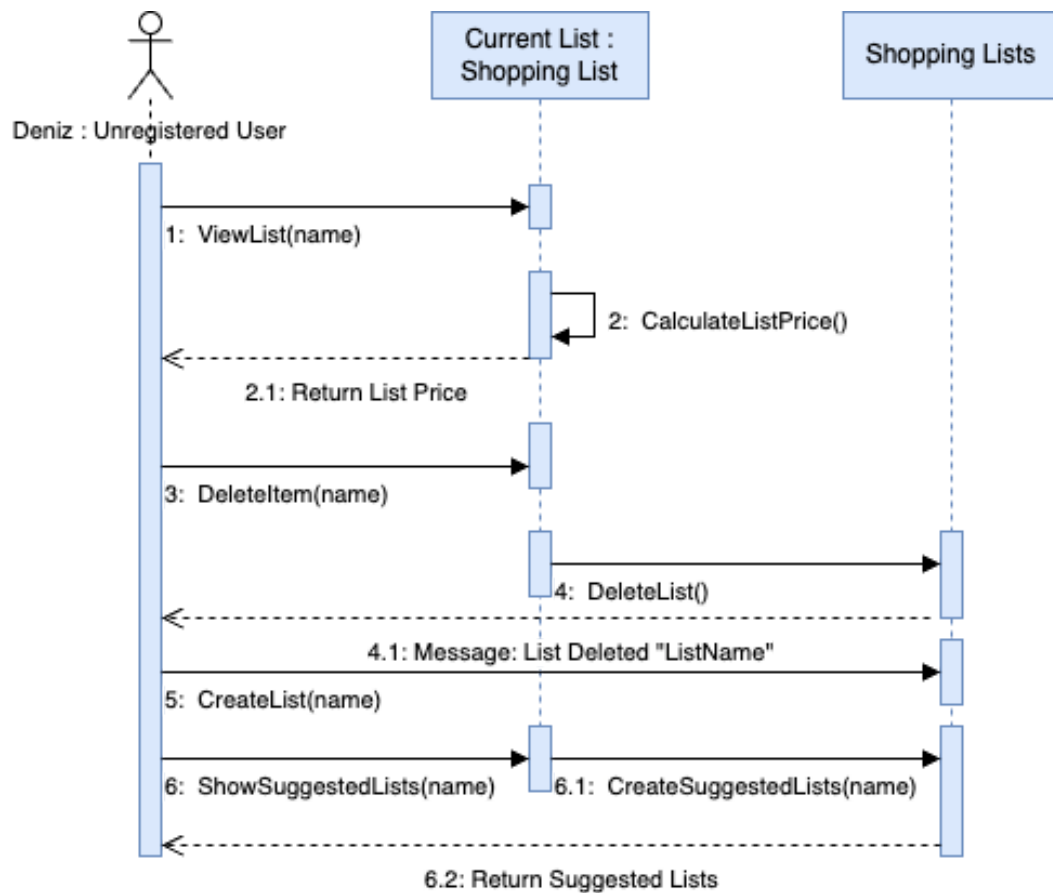 Current List :
Shopping List
Shopping Lists
Deniz : Unregistered User
1: ViewList(name)
2: CalculateListPrice()
2.1: Return List Price
3: DeleteItem(name)
4: DeleteList()
4.1: Message: List Deleted "ListName"
5: CreateList(name)
6: ShowSuggestedLists(name)
6.1: CreateSuggestedLists(name)
6.2: Return Suggested Lists